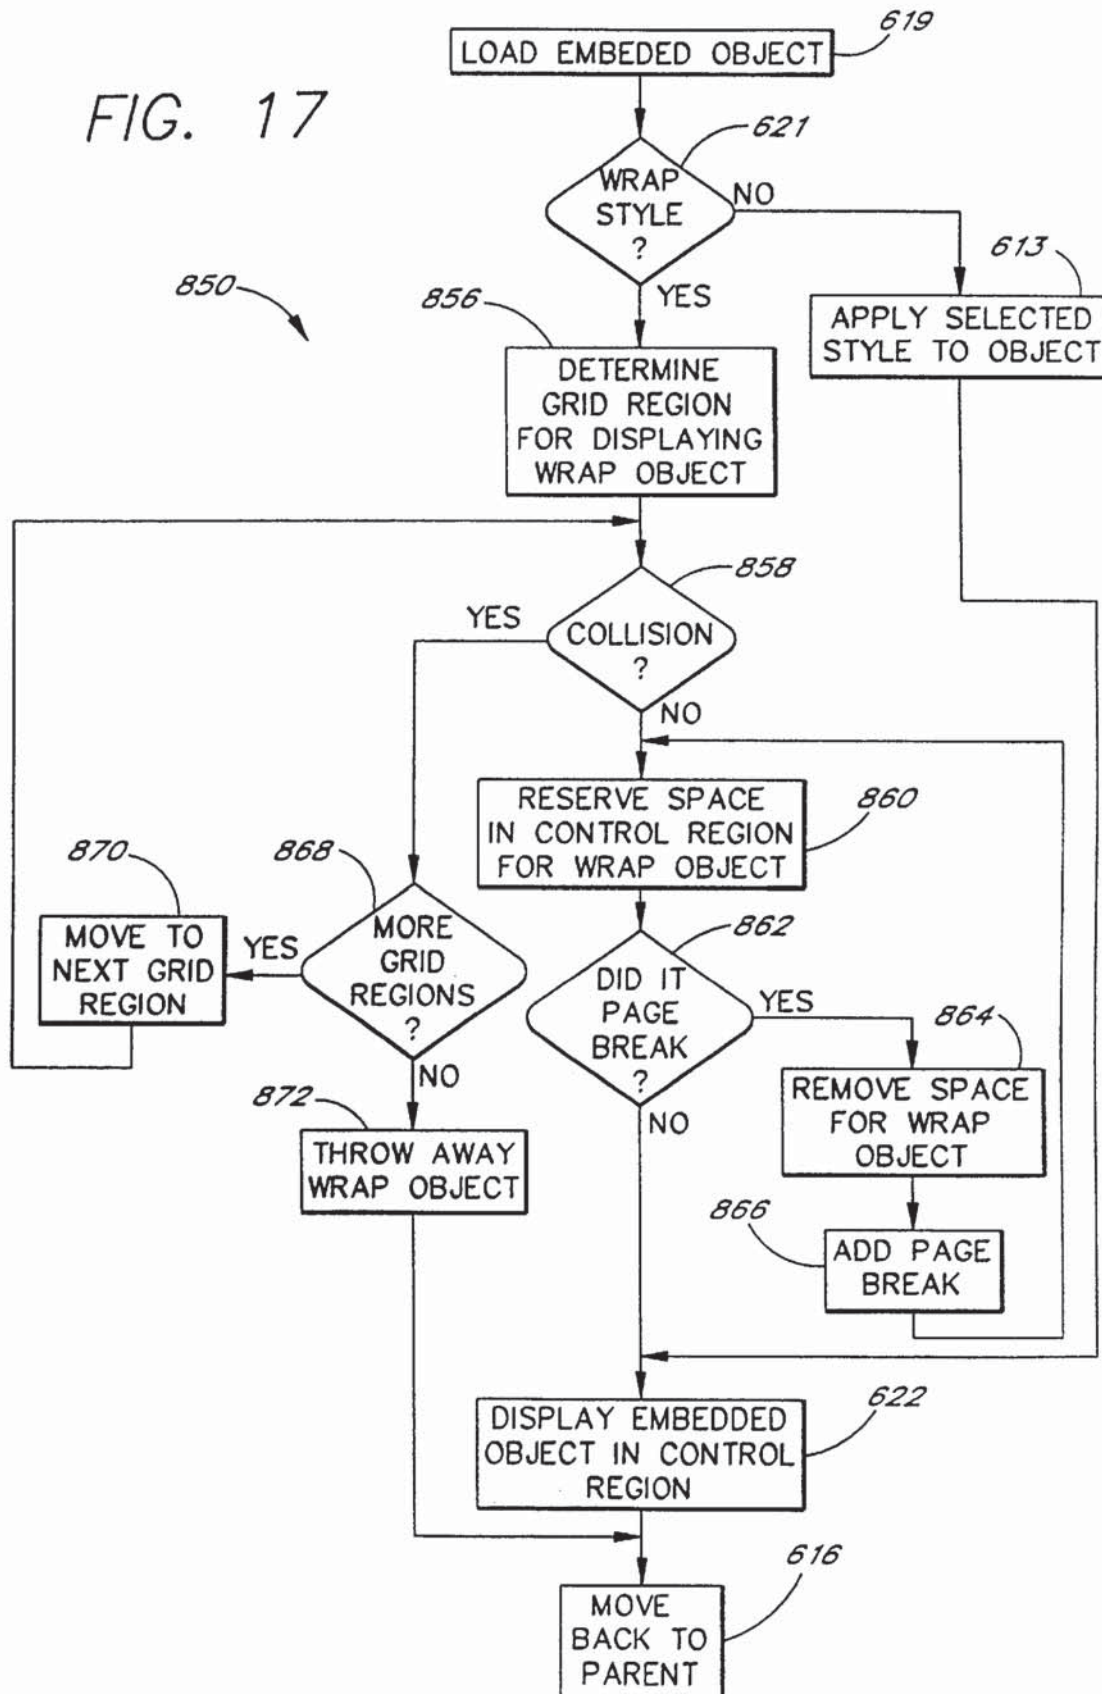 FIG. 17
619
LOAD EMBEDED OBJECT
621
WRAP
STYLE
?
NO
YES
850
613
APPLY SELECTED
STYLE TO OBJECT
856
DETERMINE
GRID REGION
FOR DISPLAYING
WRAP OBJECT
858
COLLISION
?
YES
NO
860
RESERVE SPACE
IN CONTROL REGION
FOR WRAP OBJECT
870
MOVE TO
NEXT GRID
REGION
YES
868
MORE
GRID
REGIONS
?
NO
862
DID IT
PAGE
BREAK
?
YES
NO
864
REMOVE SPACE
FOR WRAP
OBJECT
872
THROW AWAY
WRAP OBJECT
866
ADD PAGE
BREAK
622
DISPLAY EMBEDDED
OBJECT IN CONTROL
REGION
616
MOVE
BACK TO
PARENT